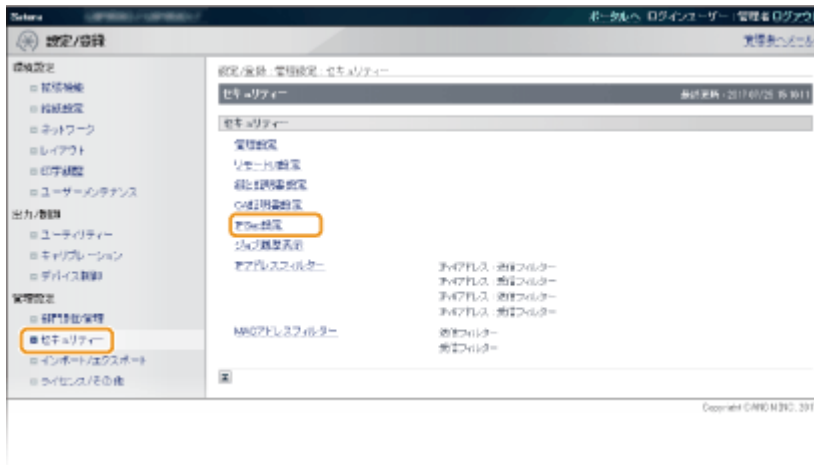 Satera
ポータルへ ログインユーザー：管理者 ログアウ
設定/登録
管理者へメール
環境設定
拡張機能
給紙設定
ネットワーク
レイアウト
印字調整
ユーザーメンテナンス
出力/制御
ユーティリティー
キャリブレーション
デバイス制御
管理設定
部門別ID管理
セキュリティー
インポート/エクスポート
ライセンス/その他
設定/登録：管理設定：セキュリティー
セキュリティー
最終更新：2017 07/25
セキュリティー
管理設定
リモートUI設定
鍵と証明書設定
CA証明書設定
IPSec設定
ジョブ履歴表示
IPアドレスフィルター
IPv4アドレス：送信フィルター
IPv4アドレス：受信フィルター
IPv6アドレス：送信フィルター
IPv6アドレス：受信フィルター
MACアドレスフィルター
送信フィルター
受信フィルター
Copyright CANON INC. 201